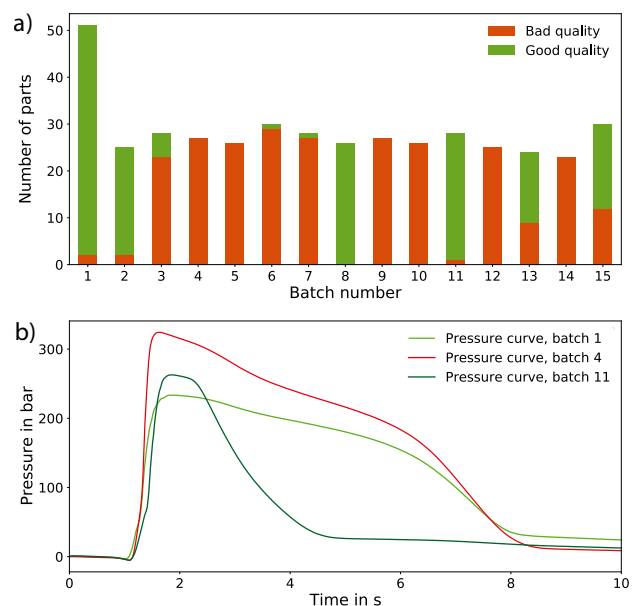 a)
Number of parts
50
40
30
20
10
0
Bad quality
Good quality
1 2 3 4 5 6 7 8 9 10 11 12 13 14 15
Batch number
b)
Pressure in bar
300
200
100
0
Pressure curve, batch 1
Pressure curve, batch 4
Pressure curve, batch 11
0 2 4 6 8 10
Time in s